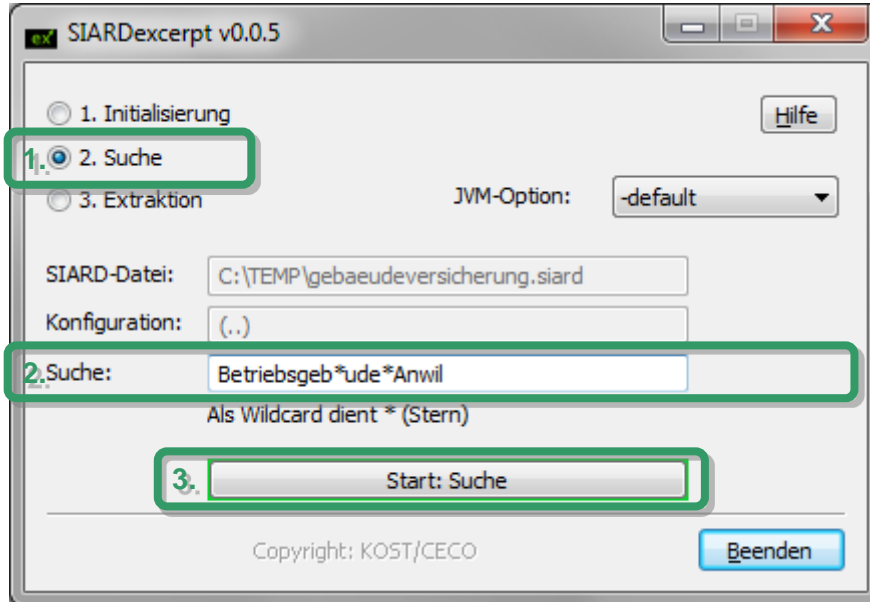 ex' SIARDexcerpt v0.0.5
1. Initialisierung
Hilfe
1. 2. Suche
3. Extraktion
JVM-Option: -default
SIARD-Datei: C:\TEMP\gebaeudeversicherung.siard
Konfiguration: (..)
2. Suche: Betriebsgeb*ude*Anwil
Als Wildcard dient * (Stern)
3. Start: Suche
Copyright: KOST/CECO
Beenden